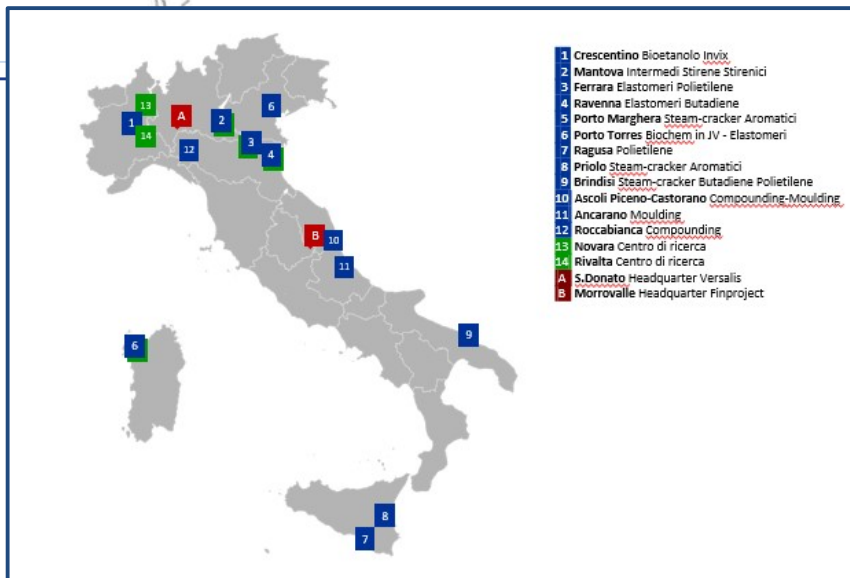 13
A
1
14
12
2
6
3
4
B
10
11
9
6
8
7
1 Crescentino Bioetanolo Invix
2 Mantova Intermedi Stirene Stirenici
3 Ferrara Elastomeri Polietilene
4 Ravenna Elastomeri Butadiene
5 Porto Marghera Steam-cracker Aromatici
6 Porto Torres Biochem in JV - Elastomeri
7 Ragusa Polietilene
8 Priolo Steam-cracker Aromatici
9 Brindisi Steam-cracker Butadiene Polietilene
10 Ascoli Piceno-Castorano Compounding-Moulding
11 Ancarano Moulding
12 Roccabianca Compounding
13 Novara Centro di ricerca
14 Rivalta Centro di ricerca
A S.Donato Headquarter Versalis
B Morrovalle Headquarter Finproject